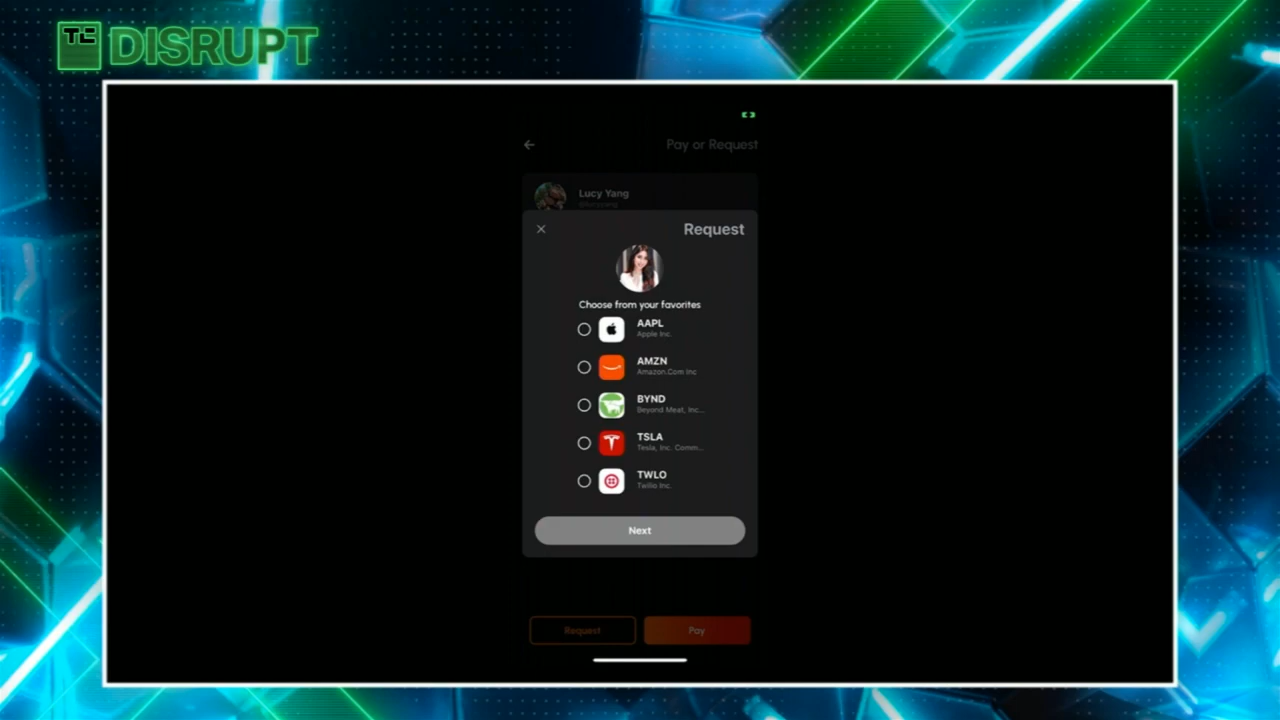 TC DISRUPT
Pay or Request
Lucy Yang
Request
Choose from your favorites
AAPL
Apple Inc.
AMZN
Amazon.Com Inc
BYND
Beyond Meat, Inc...
TSLA
Tesla, Inc. Comm...
TWLO
Twilio Inc.
Next
Request
Pay